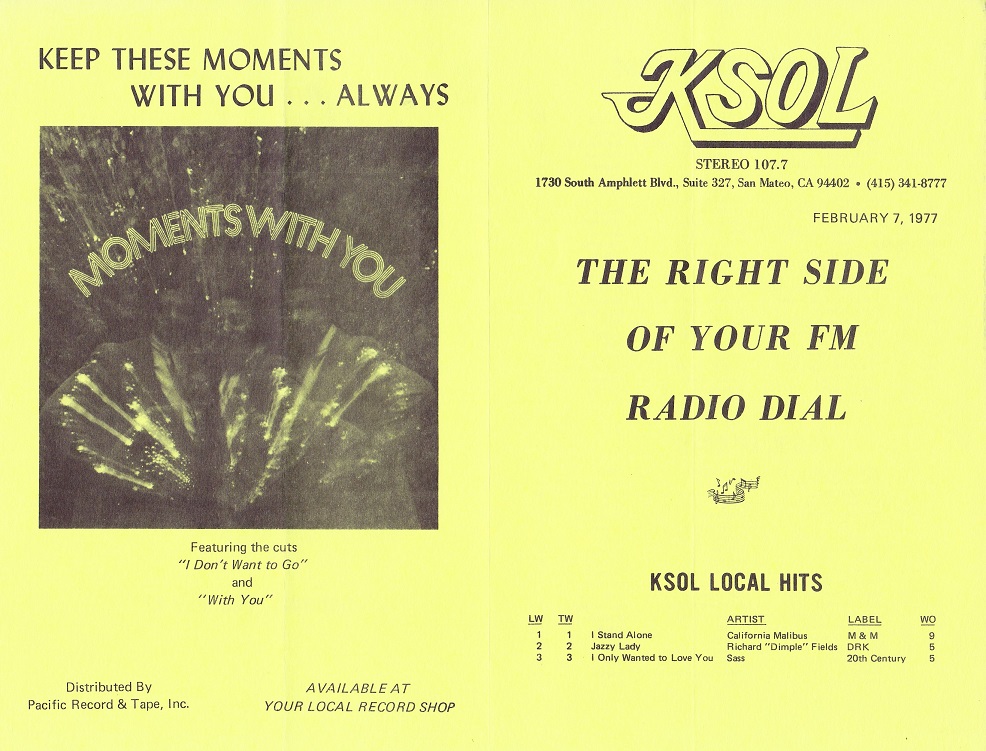 KEEP THESE MOMENTS
WITH YOU . . . ALWAYS
MOMENTS WITH YOU
Featuring the cuts
"I Don't Want to Go"
and
"With You"
Distributed By
Pacific Record & Tape, Inc.
AVAILABLE AT
YOUR LOCAL RECORD SHOP
KSOL
STEREO 107.7
1730 South Amphlett Blvd., Suite 327, San Mateo, CA 94402 • (415) 341-8777
FEBRUARY 7, 1977
THE RIGHT SIDE
OF YOUR FM
RADIO DIAL
KSOL LOCAL HITS
LW TW ARTIST LABEL WO
1 1 I Stand Alone California Malibus M & M 9
2 2 Jazzy Lady Richard "Dimple" Fields DRK 5
3 3 I Only Wanted to Love You Sass 20th Century 5